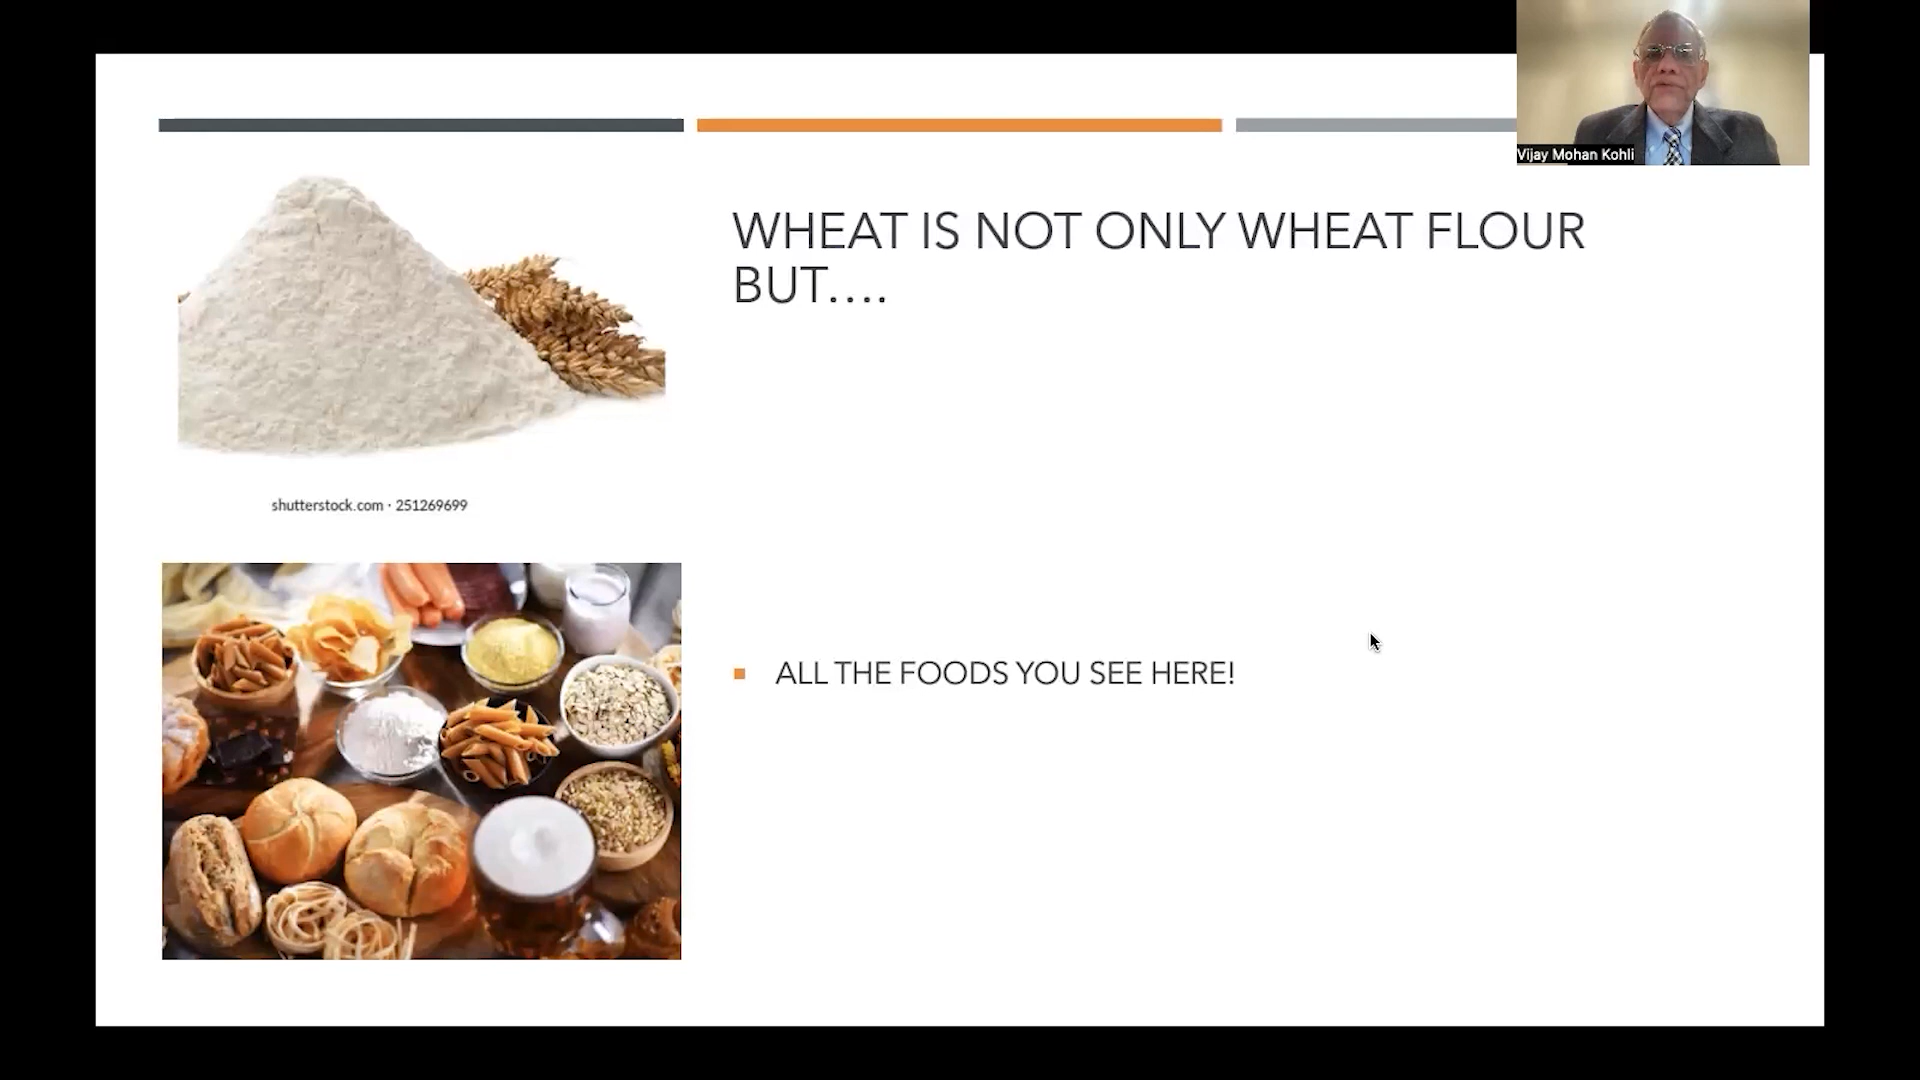 Vijay Mohan Kohli
WHEAT IS NOT ONLY WHEAT FLOUR
BUT....
shutterstock.com · 251269699
ALL THE FOODS YOU SEE HERE!